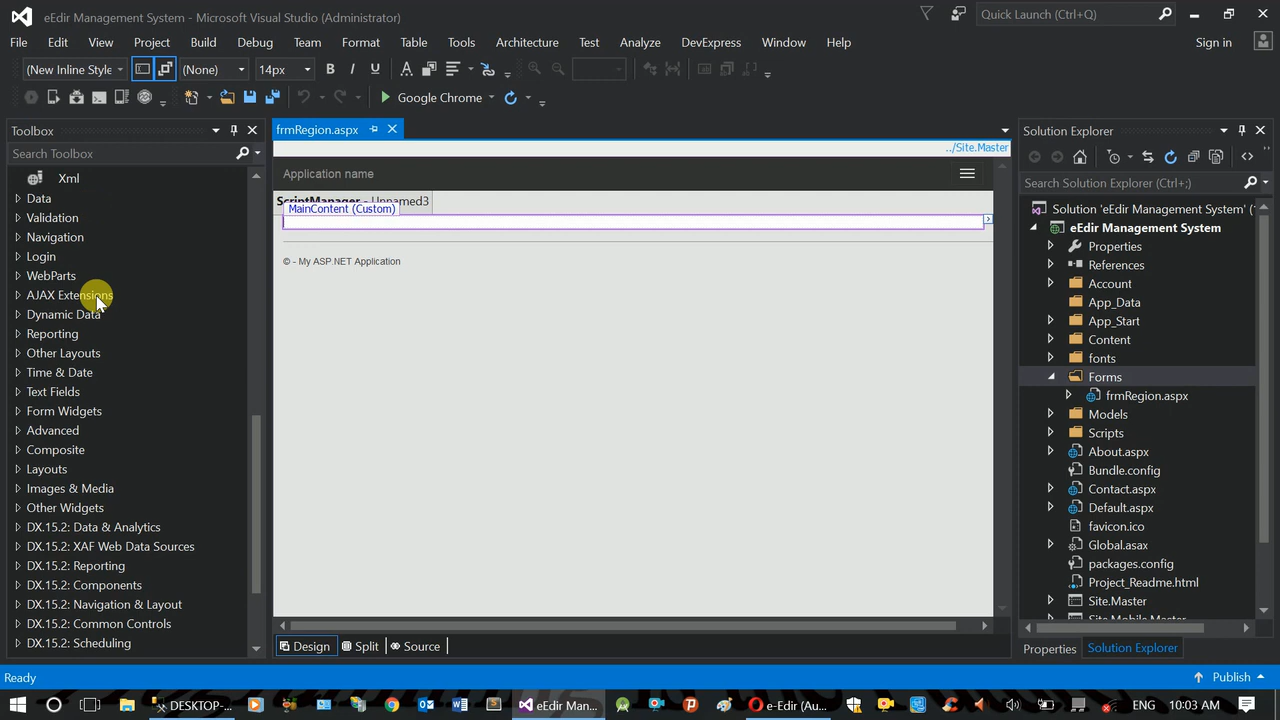 eEdir Management System - Microsoft Visual Studio (Administrator)
Quick Launch (Ctrl+Q)
File Edit View Project Build Debug Team Format Table Tools Architecture Test Analyze DevExpress Window Help
Sign in
(New Inline Style (None) 14px B I U A
Google Chrome
Toolbox
Search Toolbox
Xml
Data
Validation
Navigation
Login
WebParts
AJAX Extensions
Dynamic Data
Reporting
Other Layouts
Time & Date
Text Fields
Form Widgets
Advanced
Composite
Layouts
Images & Media
Other Widgets
DX.15.2: Data & Analytics
DX.15.2: XAF Web Data Sources
DX.15.2: Reporting
DX.15.2: Components
DX.15.2: Navigation & Layout
DX.15.2: Common Controls
DX.15.2: Scheduling
frmRegion.aspx
../Site.Master
Application name
ScriptManager - Unnamed3
MainContent (Custom)
© - My ASP.NET Application
Design Split Source
Solution Explorer
Search Solution Explorer (Ctrl+;)
Solution 'eEdir Management System' (
eEdir Management System
Properties
References
Account
App_Data
App_Start
Content
fonts
Forms
frmRegion.aspx
Models
Scripts
About.aspx
Bundle.config
Contact.aspx
Default.aspx
favicon.ico
Global.asax
packages.config
Project_Readme.html
Site.Master
Site.Mobile.Master
Properties Solution Explorer
Ready
Publish
DESKTOP-... eEdir Man... e-Edir (Au... ENG 10:03 AM